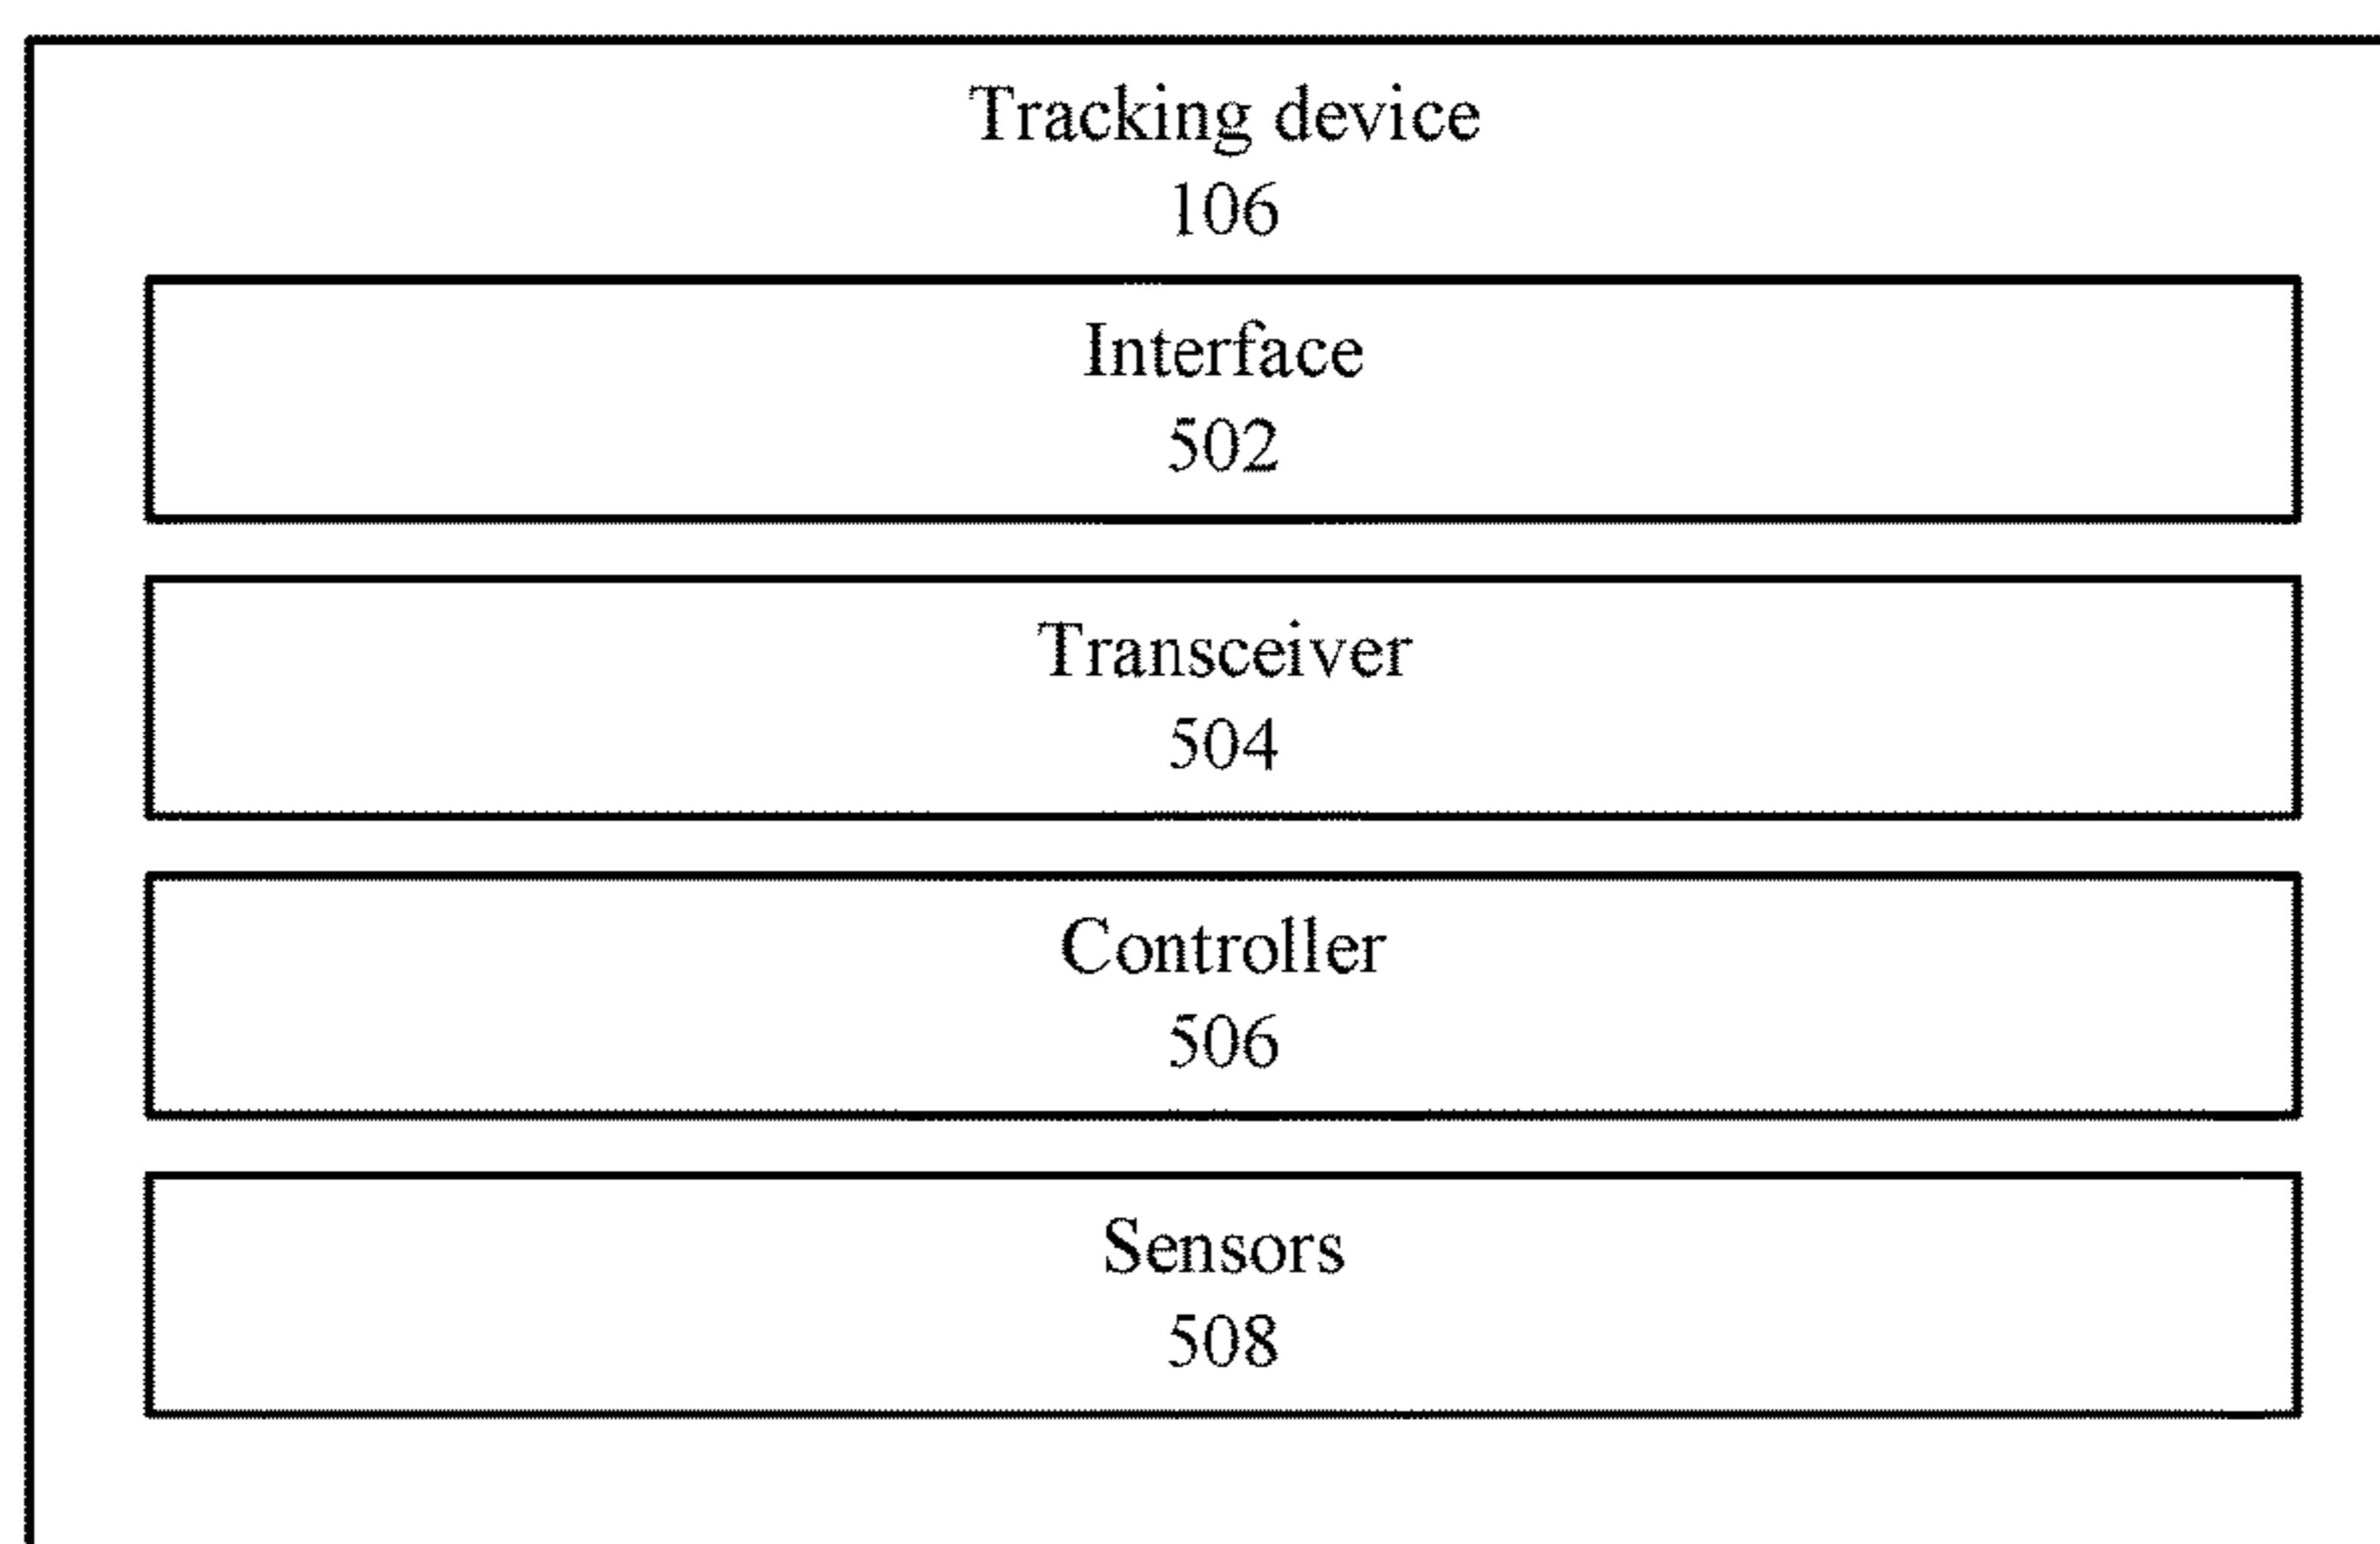 Tracking device
106
Interface
502
Transceiver
504
Controller
506
Sensors
508